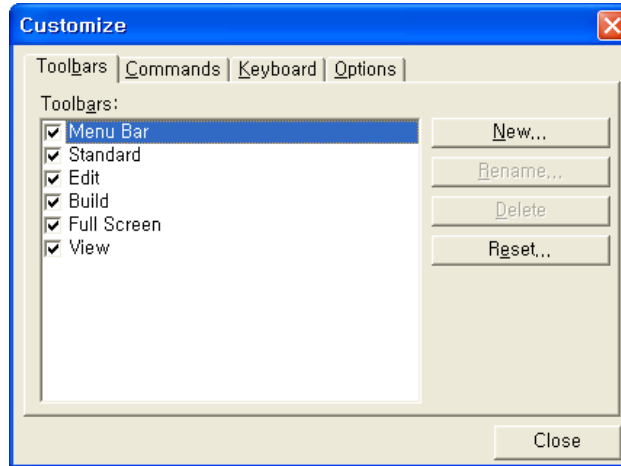 Customize
Toolbars Commands Keyboard Options
Toolbars:
Menu Bar
Standard
Edit
Build
Full Screen
View
New...
Rename...
Delete
Reset...
Close